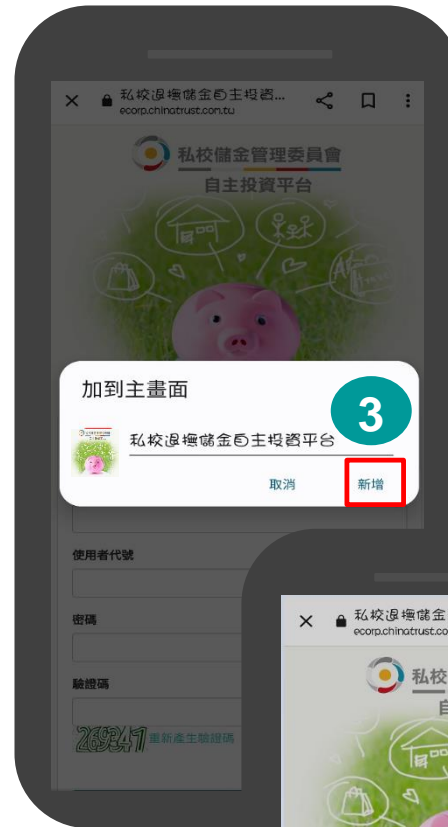 私校退撫儲金自主投資...
ecorp.chinatrust.com.tw
私校儲金管理委員會
自主投資平台
加到主畫面
3
私校退撫儲金自主投資平台
取消
新增
使用者代號
密碼
驗證碼
269347
重新產生驗證碼
私校退撫儲金
ecorp.chinatrust.co
私校